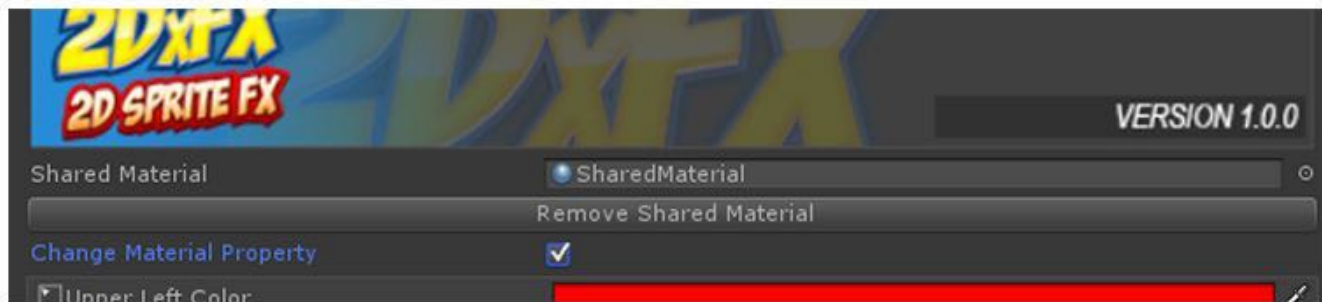 2DxFX
2DxFX
2D SPRITE FX
VERSION 1.0.0
Shared Material SharedMaterial
Remove Shared Material
Change Material Property
Upper Left Color